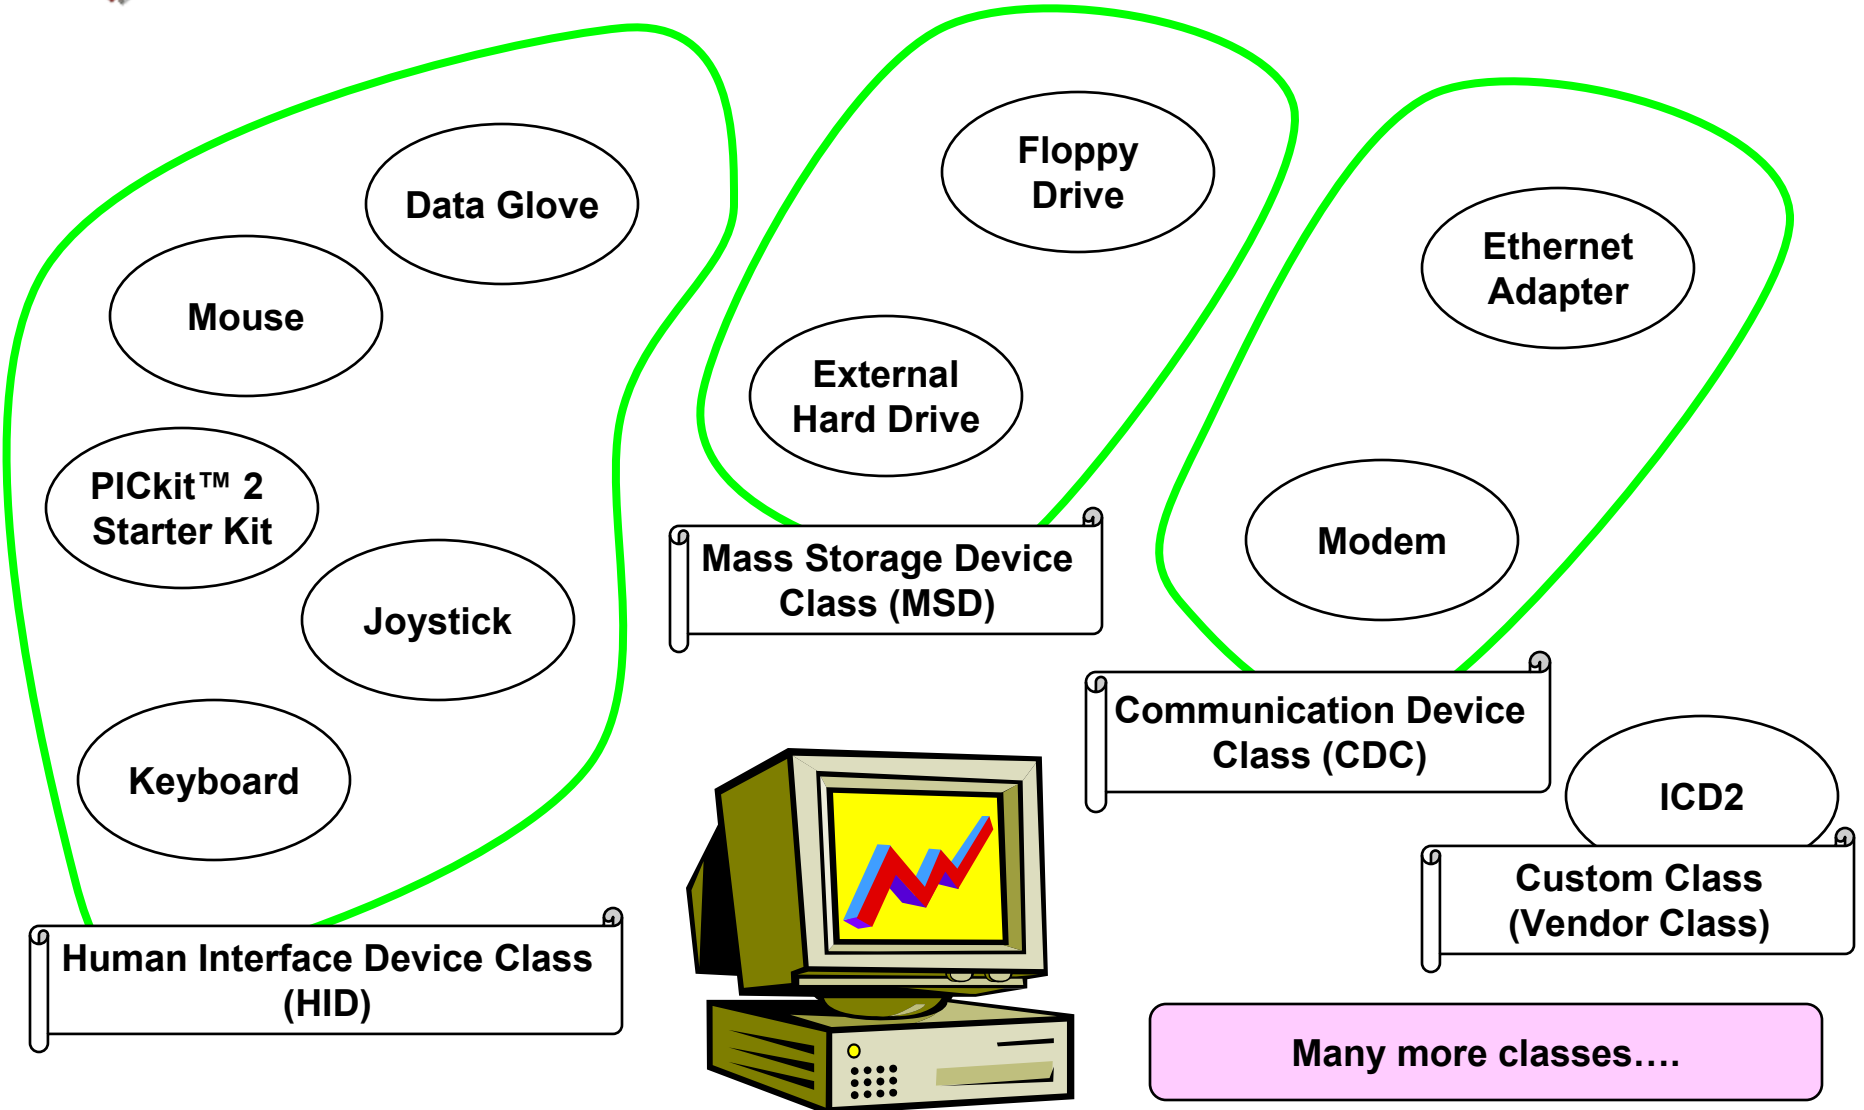 Data Glove
Mouse
PICkit™ 2
Starter Kit
Joystick
Keyboard
Human Interface Device Class
(HID)
Floppy
Drive
External
Hard Drive
Mass Storage Device
Class (MSD)
Ethernet
Adapter
Modem
Communication Device
Class (CDC)
ICD2
Custom Class
(Vendor Class)
Many more classes….